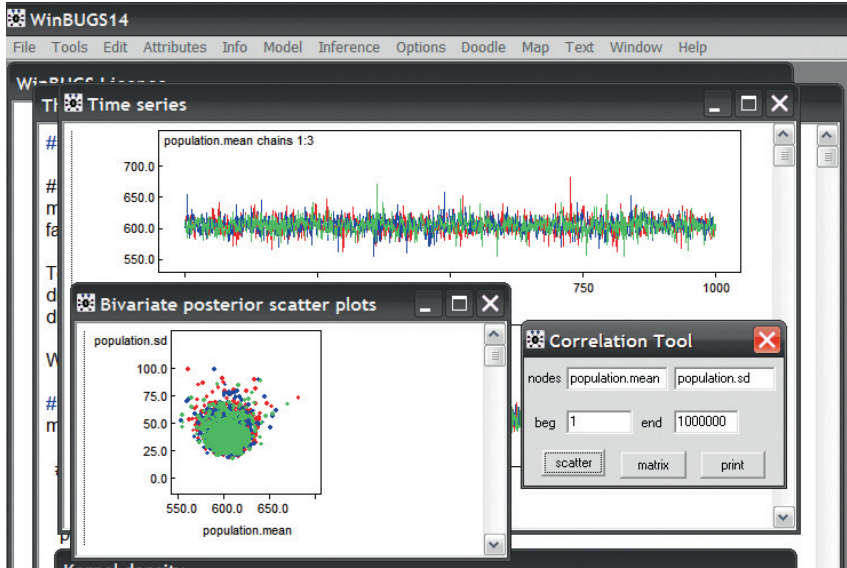 WinBUGS14
File Tools Edit Attributes Info Model Inference Options Doodle Map Text Window Help
Time series
#
population.mean chains 1:3
700.0
650.0
600.0
550.0
750 1000
#
m
fa
d
d
W
#
m
Bivariate posterior scatter plots
population.sd
100.0
75.0
50.0
25.0
0.0
550.0 600.0 650.0
population.mean
Correlation Tool
nodes population.mean population.sd
beg 1 end 1000000
scatter matrix print
Kernel density